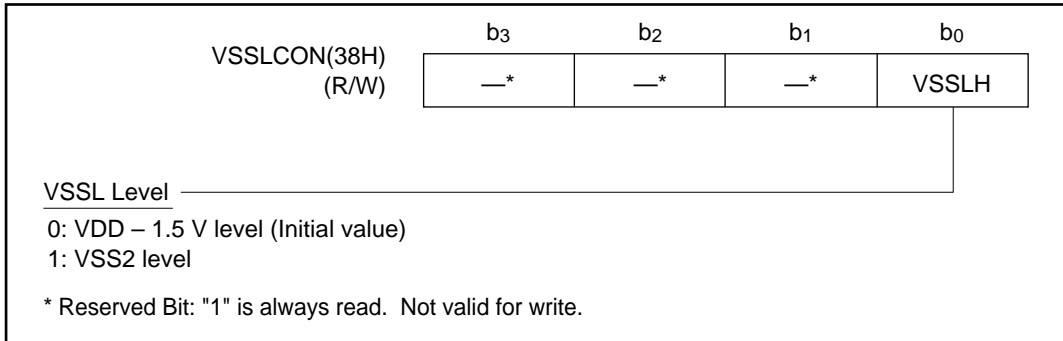 b3 b2 b1 b0
VSSLCON(38H)
(R/W) —* —* —* VSSLH
VSSL Level
0: VDD – 1.5 V level (Initial value)
1: VSS2 level
* Reserved Bit: "1" is always read. Not valid for write.